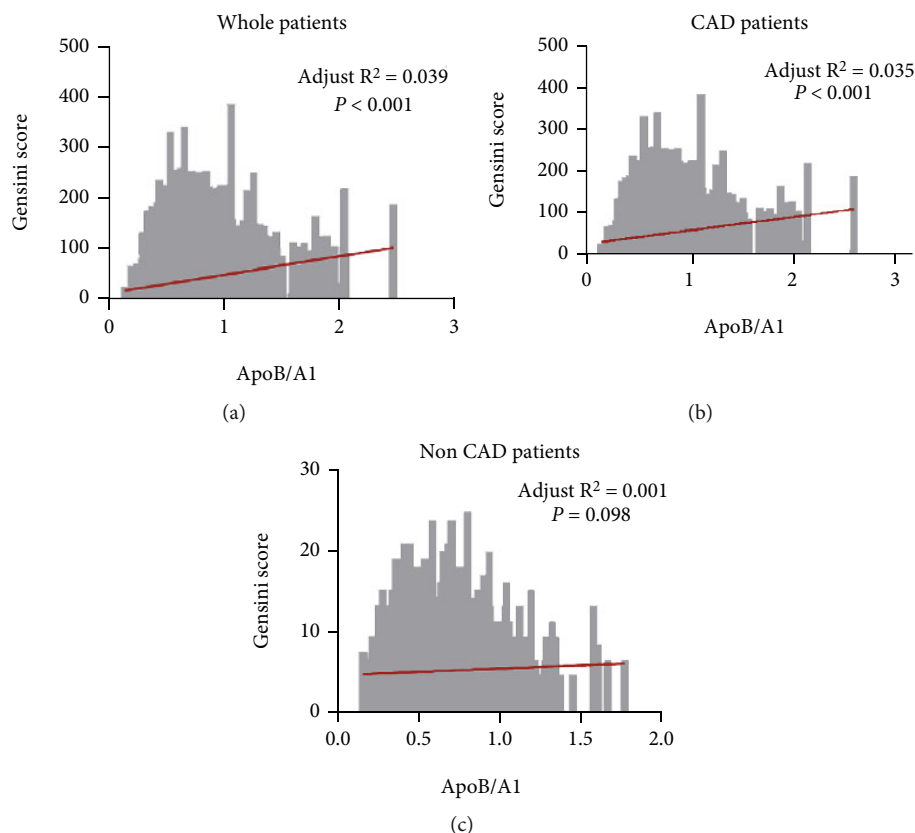 Whole patients
500
400
300
200
100
0
Gensini score
Adjust R² = 0.039
P < 0.001
0 1 2 3
ApoB/A1
(a)
CAD patients
500
400
300
200
100
0
Gensini score
Adjust R² = 0.035
P < 0.001
0 1 2 3
ApoB/A1
(b)
Non CAD patients
30
20
10
0
Gensini score
Adjust R² = 0.001
P = 0.098
0.0 0.5 1.0 1.5 2.0
ApoB/A1
(c)